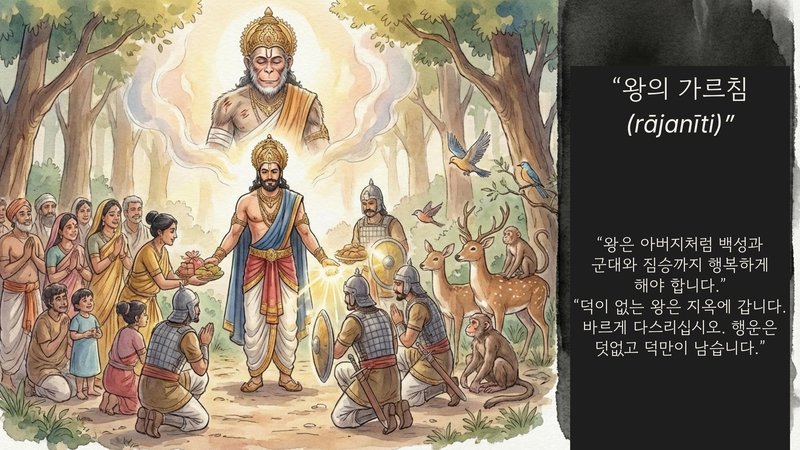 “왕의 가르침
(rājanīti)”
“왕은 아버지처럼 백성과
군대와 짐승까지 행복하게
해야 합니다.”
“덕이 없는 왕은 지옥에 갑니다.
바르게 다스리십시오. 행운은
덧없고 덕만이 남습니다.”